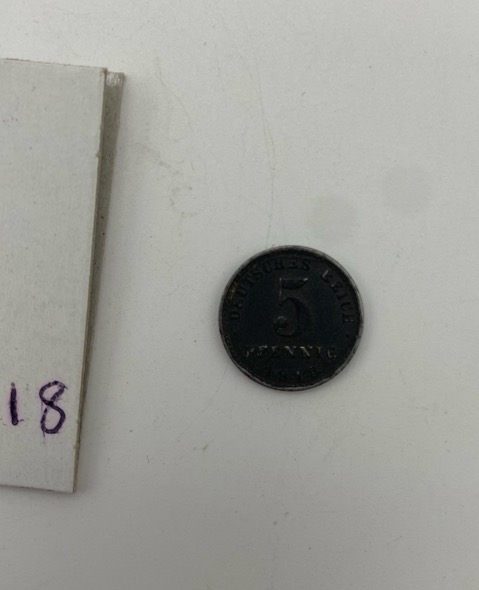 18
DEUTSCHES REICH
5
PFENNIG